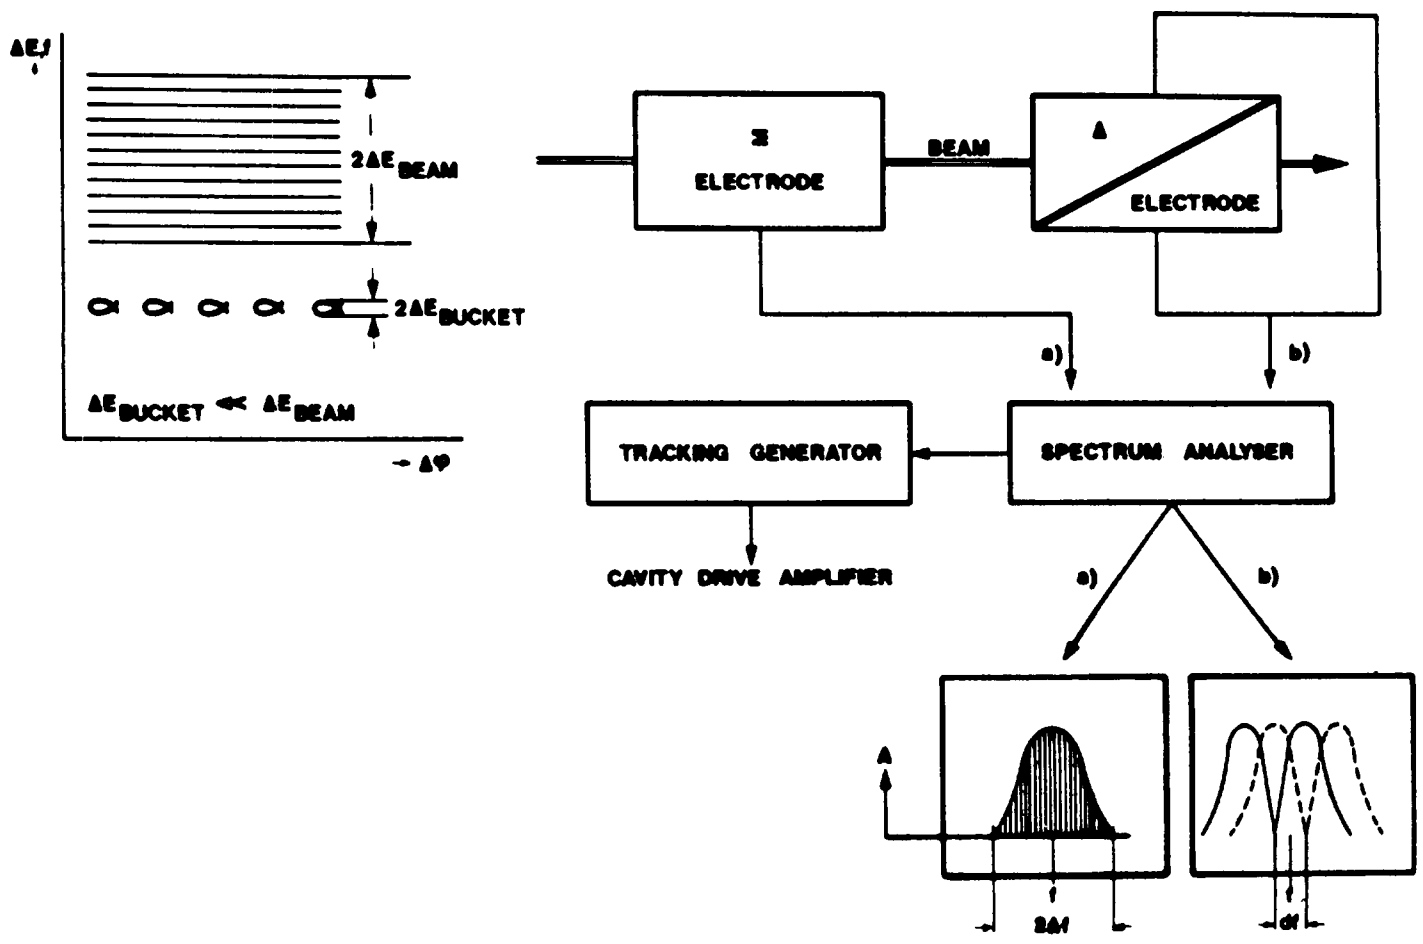 ΔE,f
2ΔE BEAM
2ΔE BUCKET
ΔE BUCKET ≪ ΔE BEAM
→ Δφ
Σ
ELECTRODE
BEAM
Δ
ELECTRODE
a)
b)
TRACKING GENERATOR
SPECTRUM ANALYSER
CAVITY DRIVE AMPLIFIER
a)
b)
A
f
2Δf
df